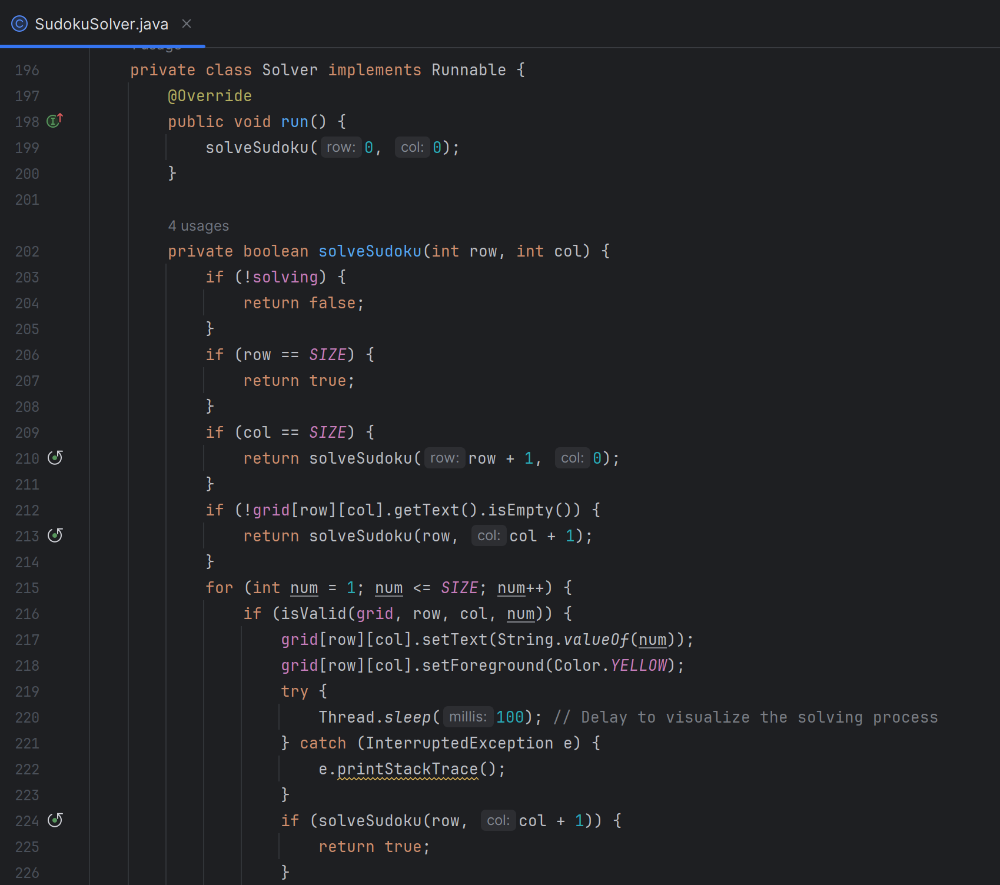 SudokuSolver.java
196 private class Solver implements Runnable {
197 @Override
198 public void run() {
199 solveSudoku( row: 0, col: 0);
200 }
201
4 usages
202 private boolean solveSudoku(int row, int col) {
203 if (!solving) {
204 return false;
205 }
206 if (row == SIZE) {
207 return true;
208 }
209 if (col == SIZE) {
210 return solveSudoku( row: row + 1, col: 0);
211 }
212 if (!grid[row][col].getText().isEmpty()) {
213 return solveSudoku(row, col: col + 1);
214 }
215 for (int num = 1; num <= SIZE; num++) {
216 if (isValid(grid, row, col, num)) {
217 grid[row][col].setText(String.valueOf(num));
218 grid[row][col].setForeground(Color.YELLOW);
219 try {
220 Thread.sleep( millis: 100); // Delay to visualize the solving process
221 } catch (InterruptedException e) {
222 e.printStackTrace();
223 }
224 if (solveSudoku(row, col: col + 1)) {
225 return true;
226 }